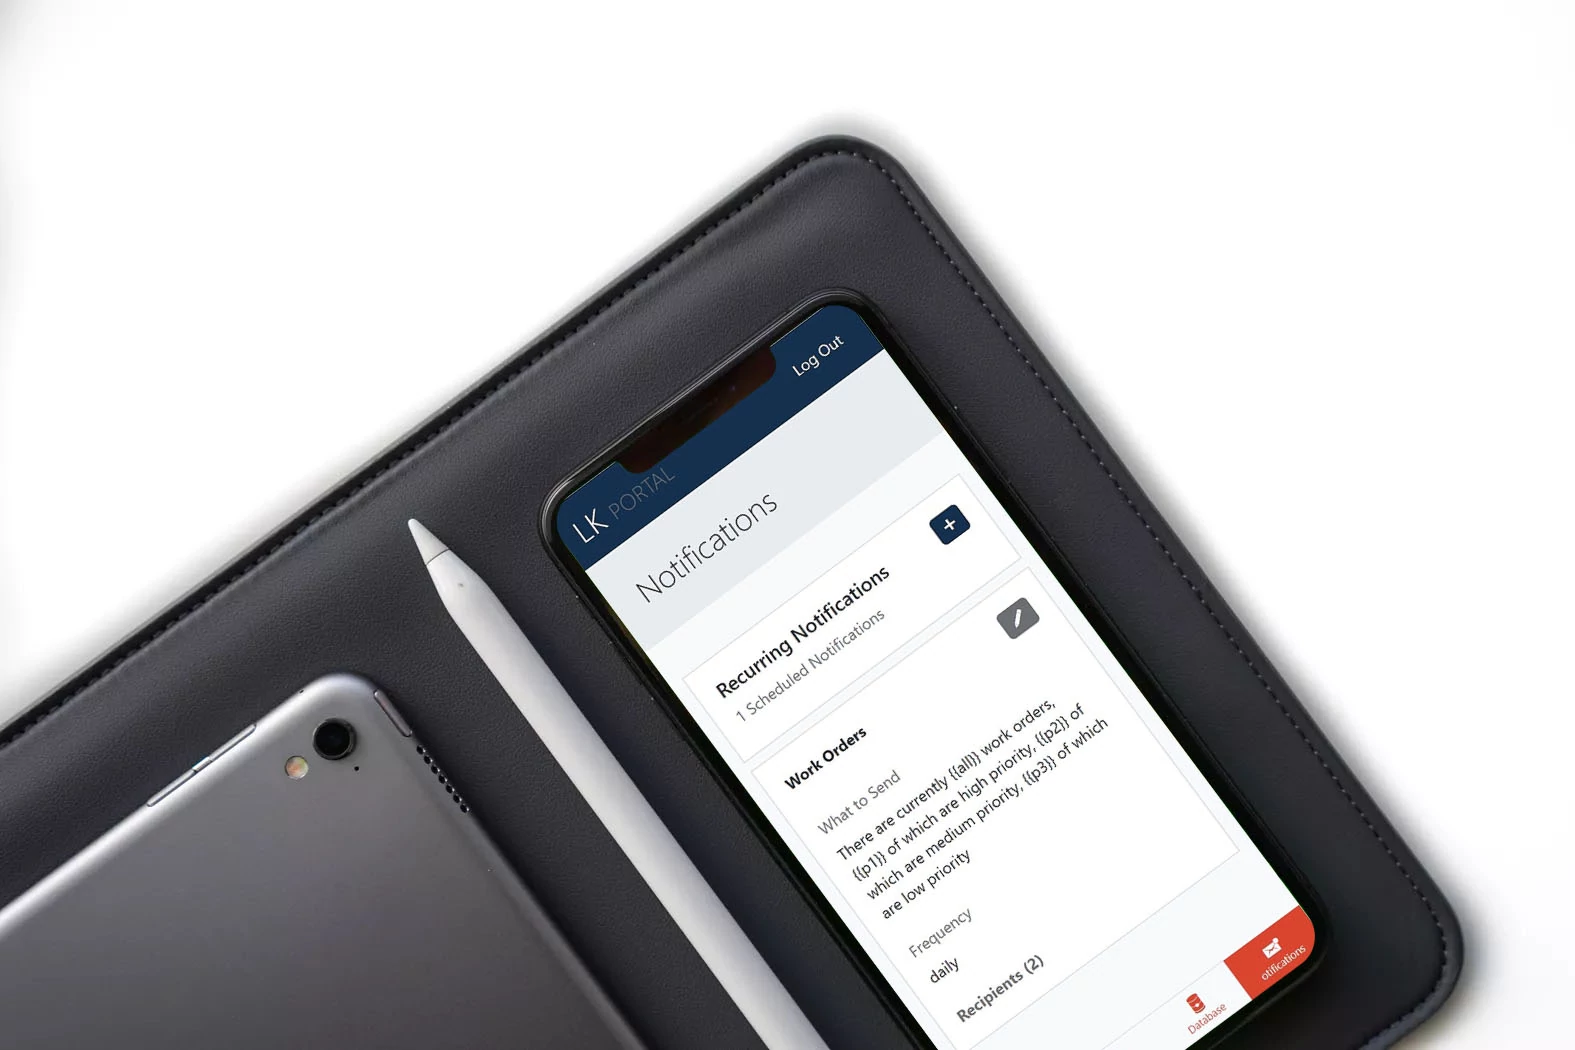 Log Out
LK PORTAL
Notifications
Recurring Notifications
1 Scheduled Notifications
Work Orders
What to Send
There are currently {{all}} work orders,
{{p1}} of which are high priority, {{p2}} of
which are medium priority, {{p3}} of which
are low priority
Frequency
daily
Recipients (2)
Database
otifications